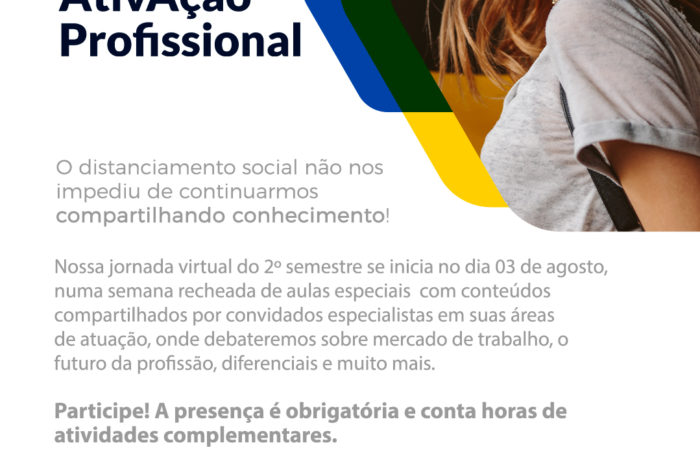 AtivAção
Profissional
O distanciamento social não nos
impediu de continuarmos
compartilhando conhecimento!
Nossa jornada virtual do 2º semestre se inicia no dia 03 de agosto,
numa semana recheada de aulas especiais com conteúdos
compartilhados por convidados especialistas em suas áreas
de atuação, onde debateremos sobre mercado de trabalho, o
futuro da profissão, diferenciais e muito mais.
Participe! A presença é obrigatória e conta horas de
atividades complementares.